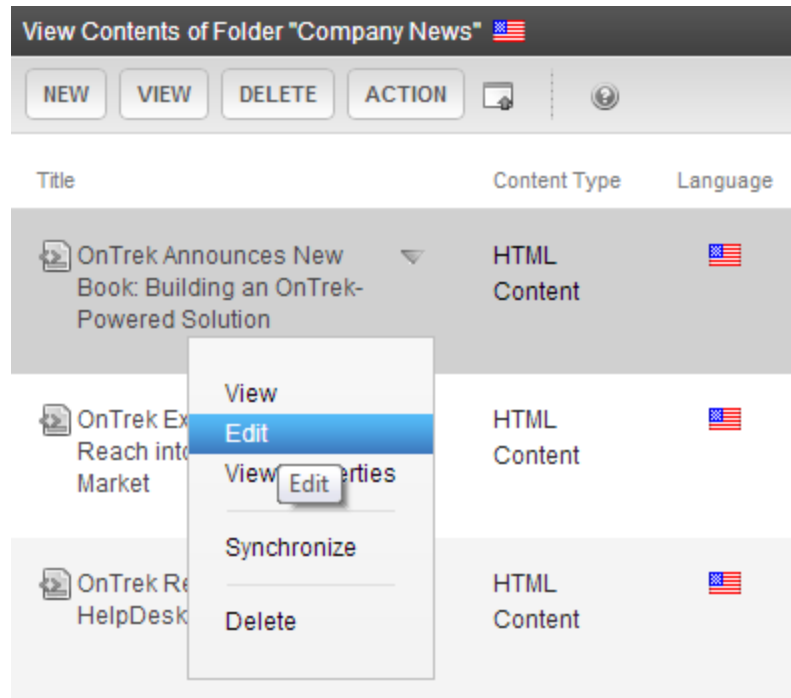 View Contents of Folder "Company News"
NEW VIEW DELETE ACTION
Title Content Type Language
OnTrek Announces New
Book: Building an OnTrek-
Powered Solution
HTML
Content
View
Edit
View erties
Edit
Synchronize
Delete
OnTrek Ex
Reach into
Market
HTML
Content
OnTrek Re
HelpDesk
HTML
Content